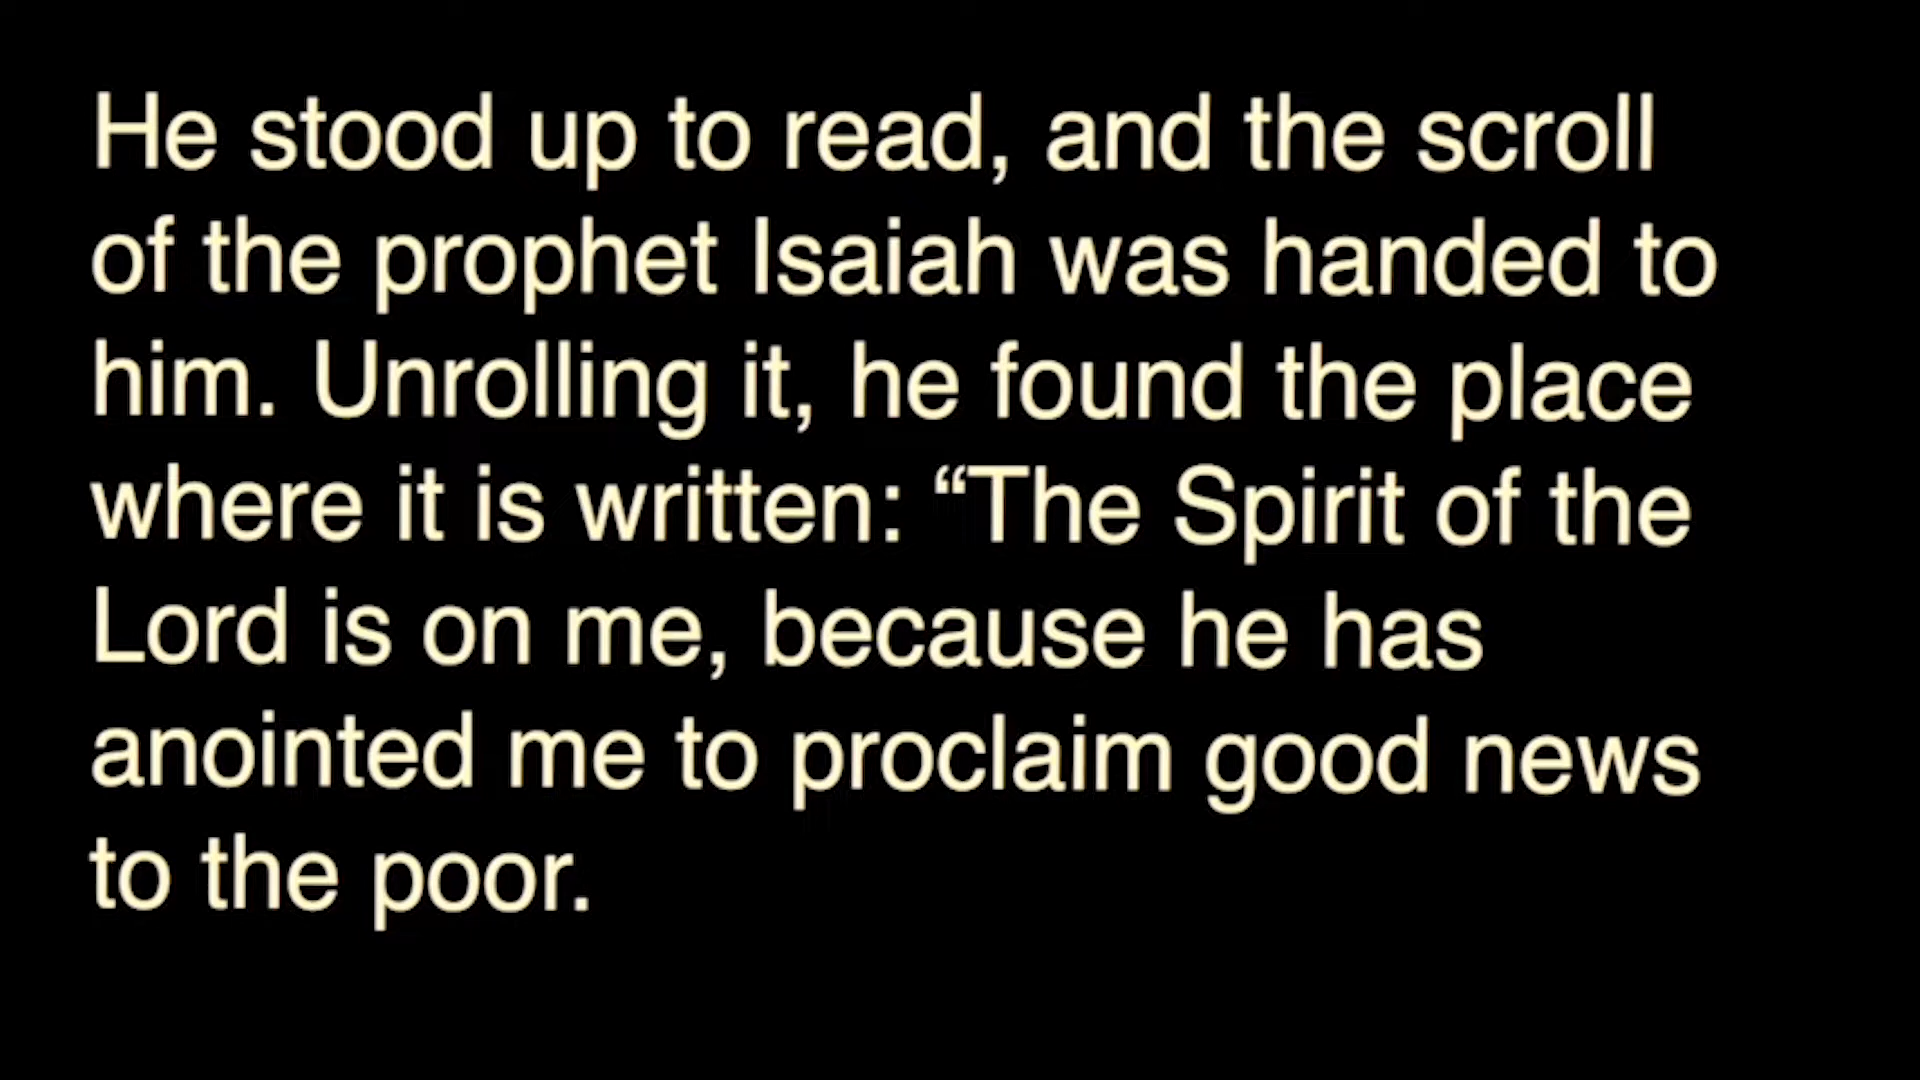 He stood up to read, and the scroll
of the prophet Isaiah was handed to
him. Unrolling it, he found the place
where it is written: “The Spirit of the
Lord is on me, because he has
anointed me to proclaim good news
to the poor.